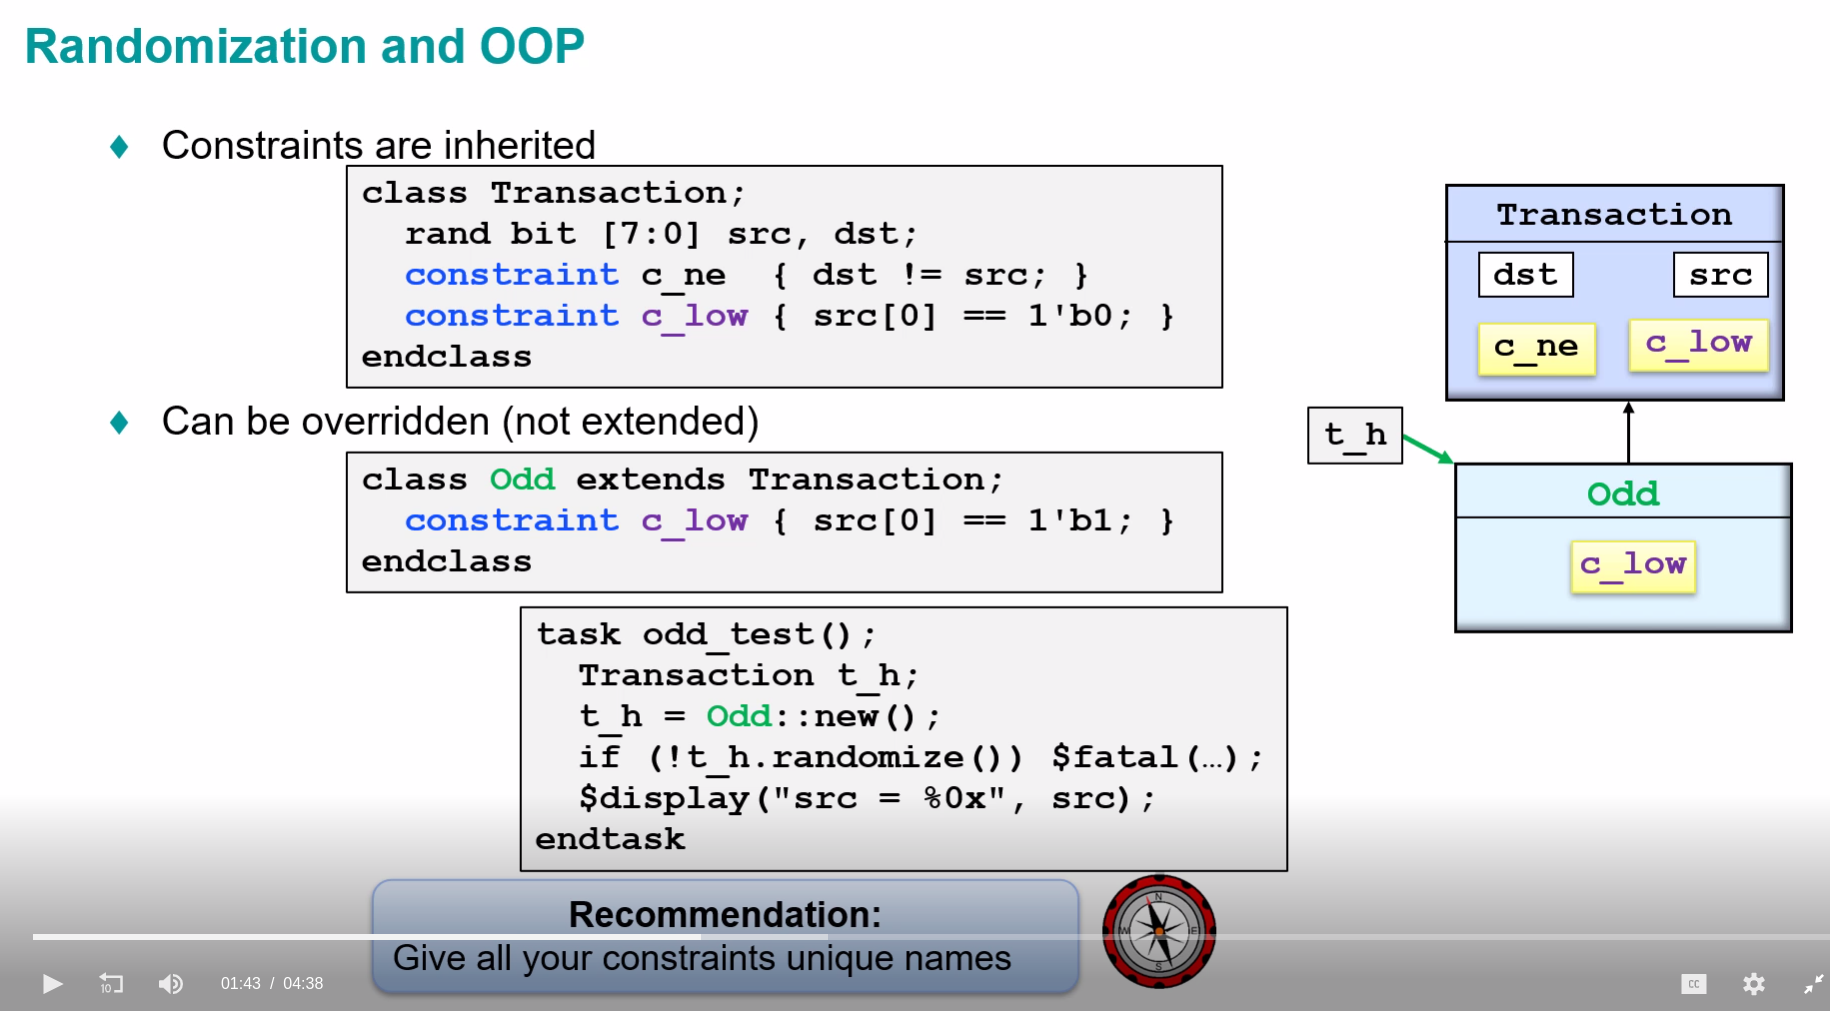 Randomization and OOP
Constraints are inherited
class Transaction;
  rand bit [7:0] src, dst;
  constraint c_ne  { dst != src; }
  constraint c_low { src[0] == 1'b0; }
endclass
Can be overridden (not extended)
class Odd extends Transaction;
  constraint c_low { src[0] == 1'b1; }
endclass
task odd_test();
  Transaction t_h;
  t_h = Odd::new();
  if (!t_h.randomize()) $fatal(…);
  $display("src = %0x", src);
endtask
Transaction
dst src
c_ne c_low
t_h
Odd
c_low
Recommendation:
Give all your constraints unique names
N
W E
S
10
01:43 / 04:38
CC